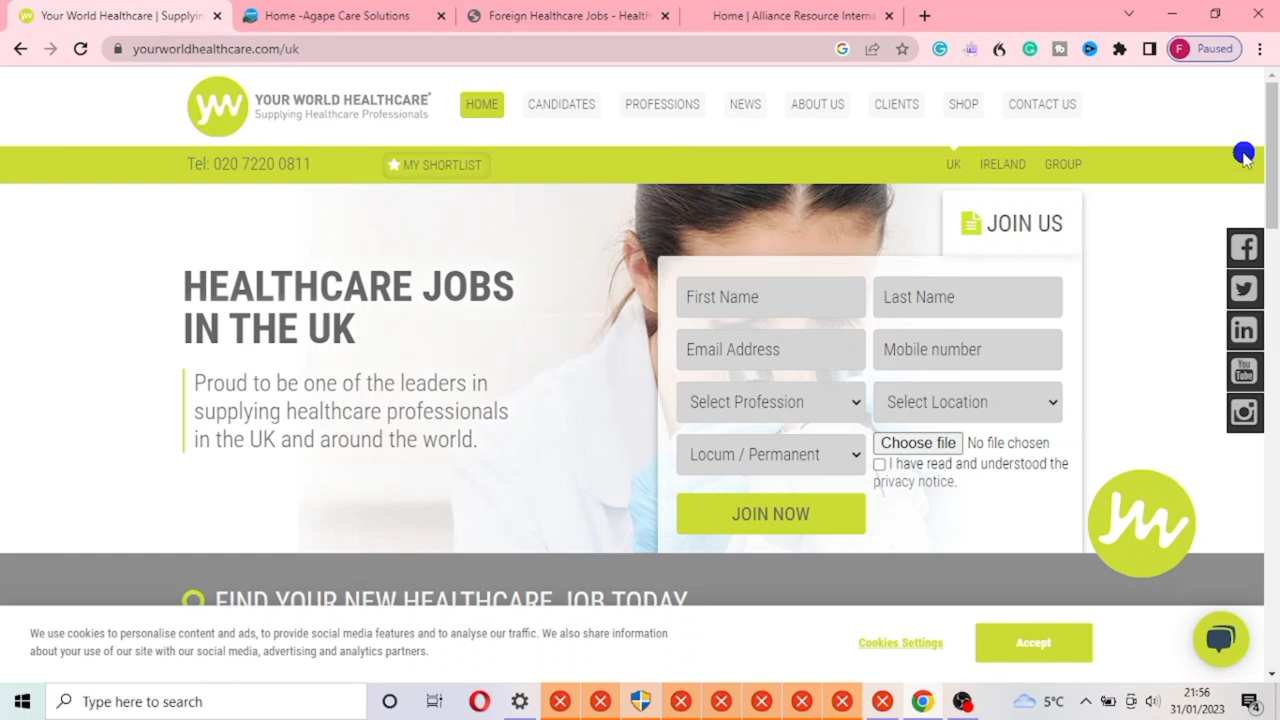 Your World Healthcare | Supplyin
Home -Agape Care Solutions
Foreign Healthcare Jobs - Health
Home | Alliance Resource Interna
yourworldhealthcare.com/uk
F Paused
yw YOUR WORLD HEALTHCARE
Supplying Healthcare Professionals
HOME CANDIDATES PROFESSIONS NEWS ABOUT US CLIENTS SHOP CONTACT US
Tel: 020 7220 0811 MY SHORTLIST UK IRELAND GROUP
JOIN US
HEALTHCARE JOBS
IN THE UK
Proud to be one of the leaders in
supplying healthcare professionals
in the UK and around the world.
First Name Last Name
Email Address Mobile number
Select Profession Select Location
Locum / Permanent Choose file No file chosen
I have read and understood the
privacy notice.
JOIN NOW
yw
You
Tube
FIND YOUR NEW HEALTHCARE JOB TODAY
We use cookies to personalise content and ads, to provide social media features and to analyse our traffic. We also share information
about your use of our site with our social media, advertising and analytics partners.
Cookies Settings Accept
Type here to search
5°C
21:56
31/01/2023
4